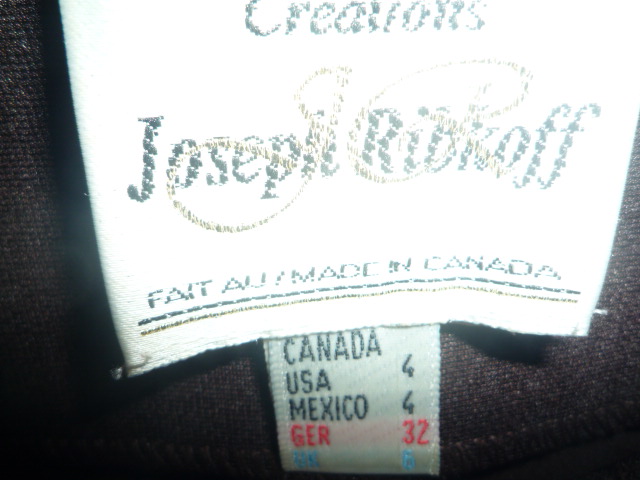 Creations
Joseph Ribkoff
FAIT AU / MADE IN CANADA
CANADA
USA 4
MEXICO 4
GER 32